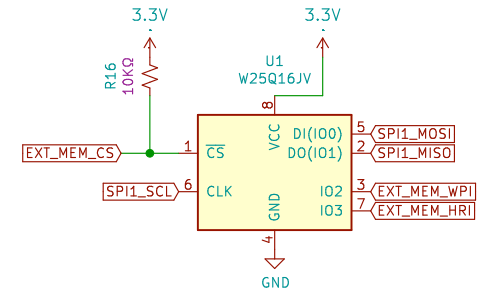 3.3V
3.3V
R16
10KΩ
U1
W25Q16JV
8
VCC
EXT_MEM_CS
1
CS
DI(IO0)
5
SPI1_MOSI
DO(IO1)
2
SPI1_MISO
SPI1_SCL
6
CLK
IO2
3
EXT_MEM_WPI
IO3
7
EXT_MEM_HRI
GND
4
GND